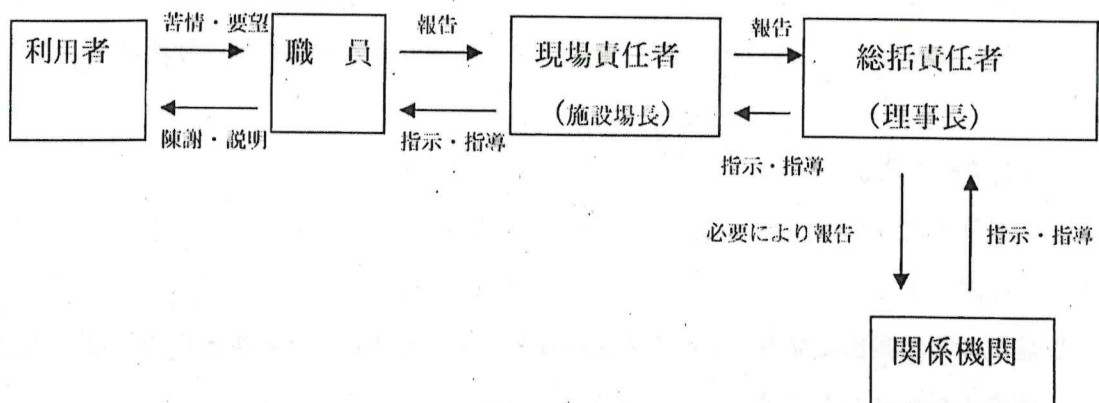 苦情・要望
報告
報告
利用者
職　員
現場責任者
(施設場長)
総括責任者
(理事長)
陳謝・説明
指示・指導
指示・指導
必要により報告
指示・指導
関係機関